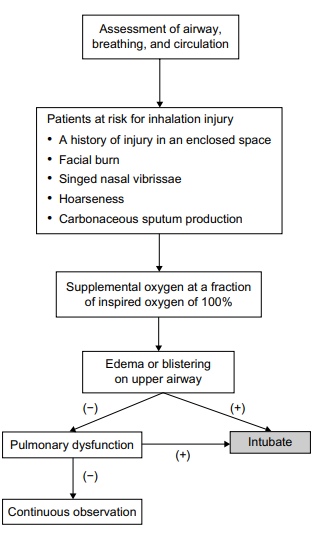 Assessment of airway,
breathing, and circulation
Patients at risk for inhalation injury
• A history of injury in an enclosed space
• Facial burn
• Singed nasal vibrissae
• Hoarseness
• Carbonaceous sputum production
Supplemental oxygen at a fraction
of inspired oxygen of 100%
Edema or blistering
on upper airway
(−)
(+)
Pulmonary dysfunction
(+)
Intubate
(−)
Continuous observation